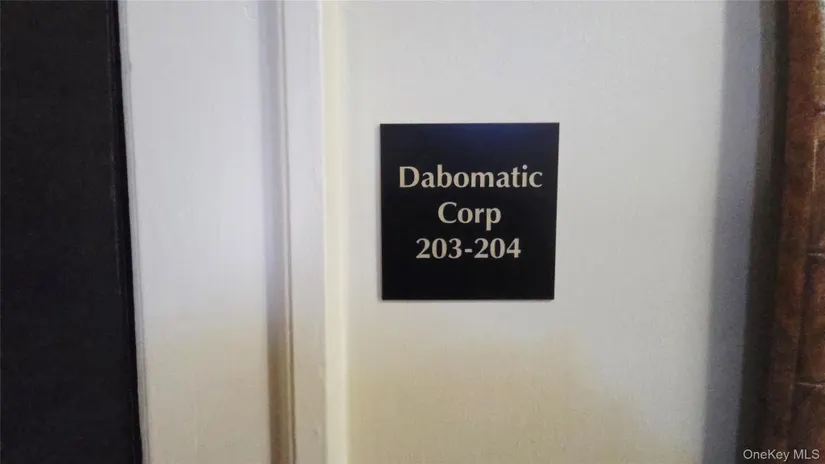 Dabomatic
Corp
203-204
OneKey MLS